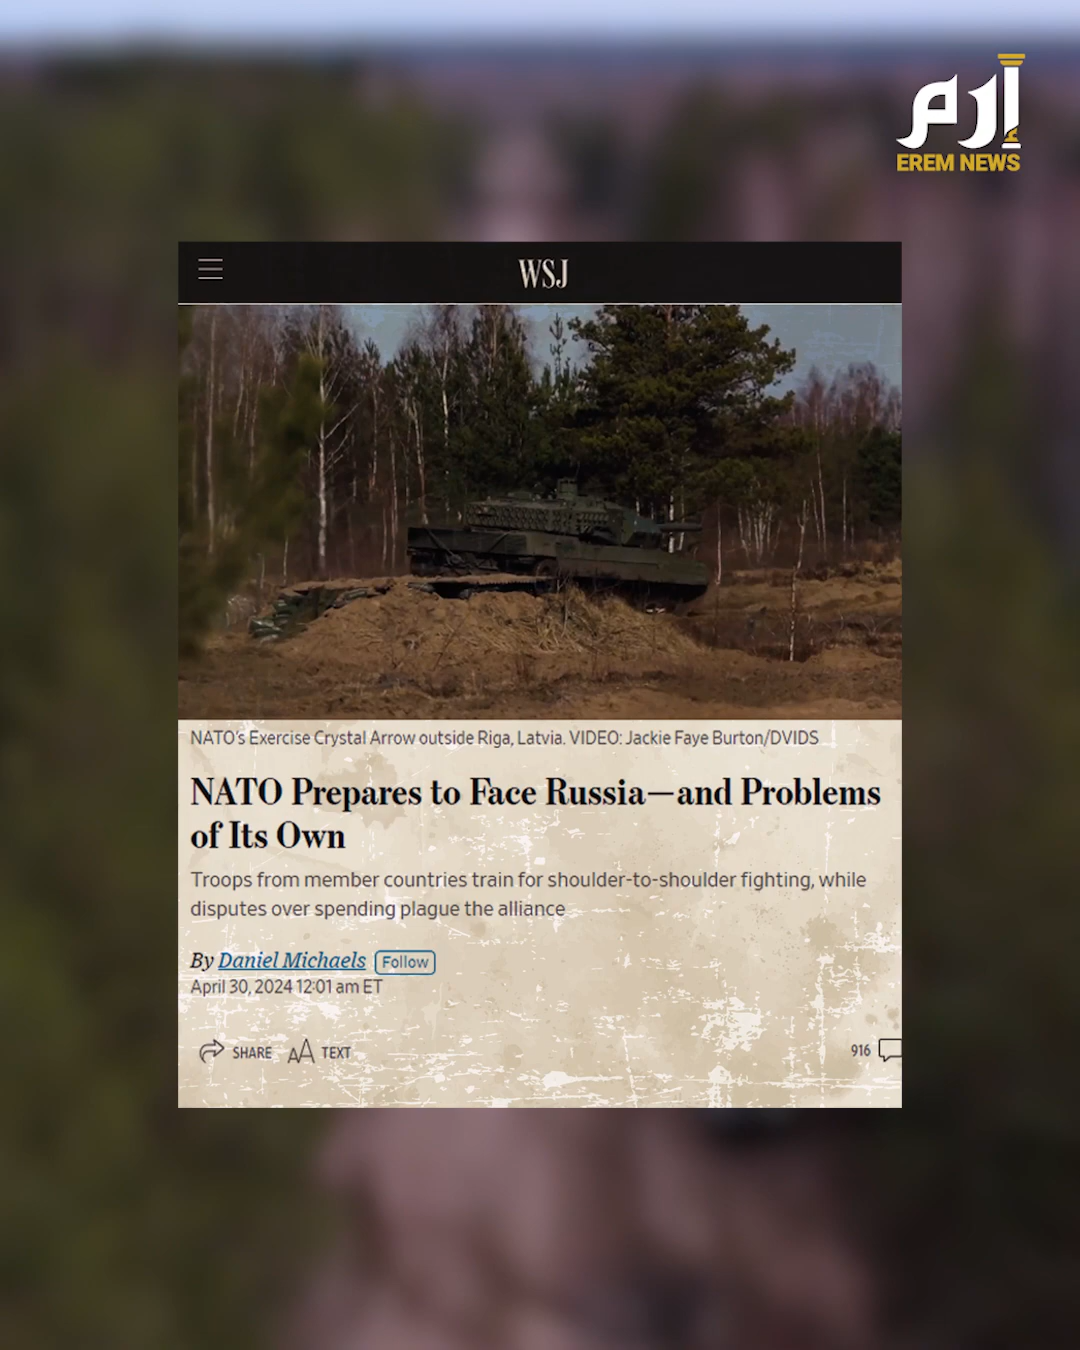 إرم
EREM NEWS
WSJ
NATO's Exercise Crystal Arrow outside Riga, Latvia. VIDEO: Jackie Faye Burton/DVIDS
NATO Prepares to Face Russia—and Problems
of Its Own
Troops from member countries train for shoulder-to-shoulder fighting, while
disputes over spending plague the alliance
By Daniel Michaels Follow
April 30, 2024 12:01 am ET
SHARE AA TEXT 916